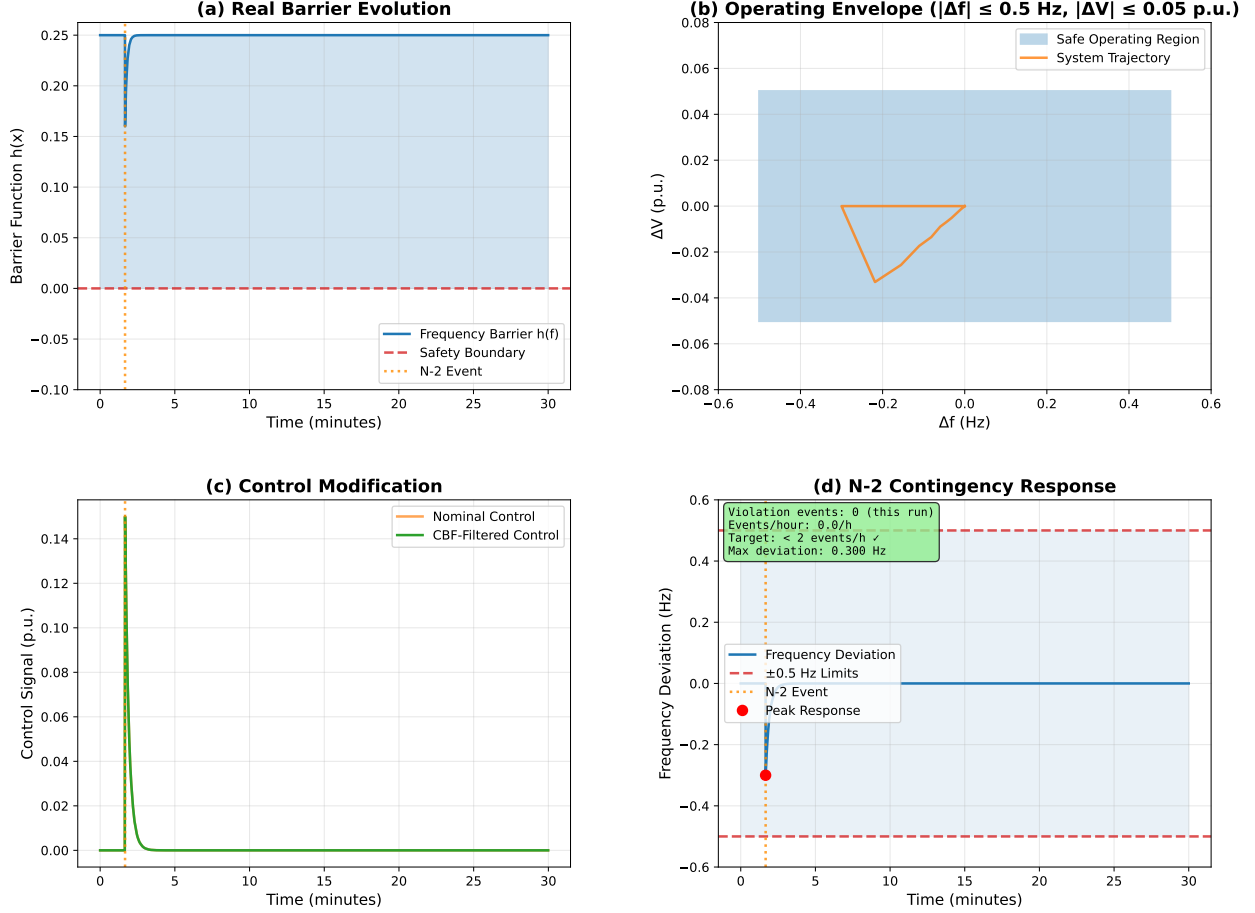 (a) Real Barrier Evolution
Barrier Function h(x)
0.25
0.20
0.15
0.10
0.05
0.00
−0.05
−0.10
Frequency Barrier h(f)
Safety Boundary
N-2 Event
0
5
10
15
20
25
30
Time (minutes)
(b) Operating Envelope (|Δf| ≤ 0.5 Hz, |ΔV| ≤ 0.05 p.u.)
ΔV (p.u.)
0.08
0.06
0.04
0.02
0.00
−0.02
−0.04
−0.06
−0.08
Safe Operating Region
System Trajectory
−0.6
−0.4
−0.2
0.0
0.2
0.4
0.6
Δf (Hz)
(c) Control Modification
Control Signal (p.u.)
0.14
0.12
0.10
0.08
0.06
0.04
0.02
0.00
Nominal Control
CBF-Filtered Control
0
5
10
15
20
25
30
Time (minutes)
(d) N-2 Contingency Response
Frequency Deviation (Hz)
0.6
0.4
0.2
0.0
−0.2
−0.4
−0.6
Violation events: 0 (this run)
Events/hour: 0.0/h
Target: < 2 events/h ✓
Max deviation: 0.300 Hz
Frequency Deviation
±0.5 Hz Limits
N-2 Event
Peak Response
0
5
10
15
20
25
30
Time (minutes)